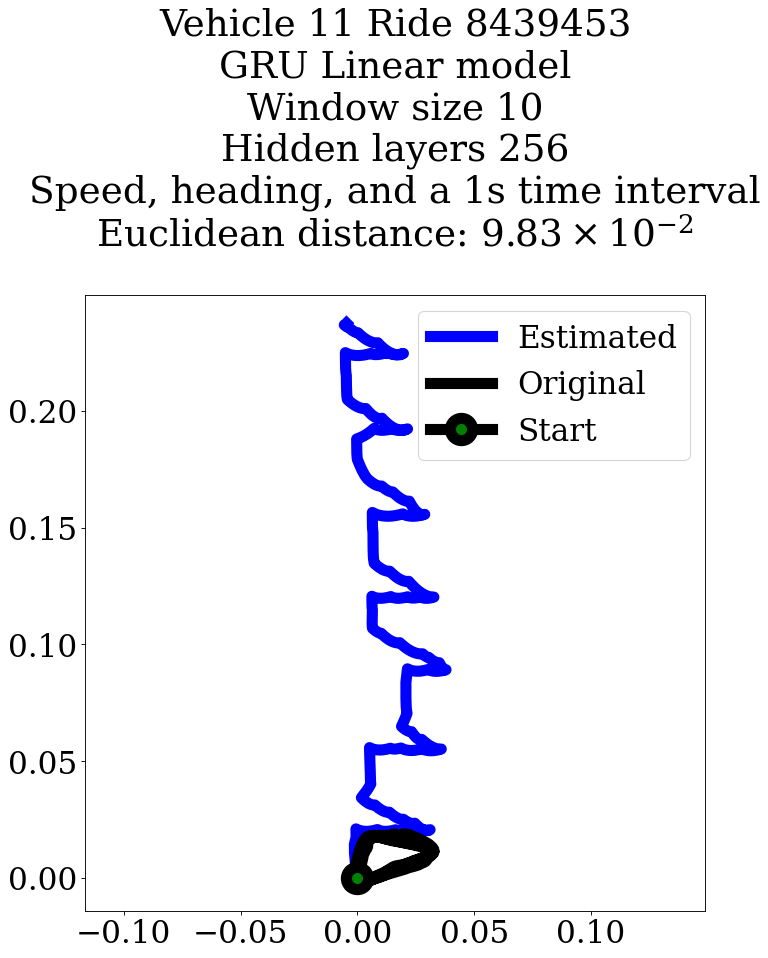 Vehicle 11 Ride 8439453
GRU Linear model
Window size 10
Hidden layers 256
Speed, heading, and a 1s time interval
Euclidean distance: 9.83 × 10⁻²
Estimated
Original
Start
0.20
0.15
0.10
0.05
0.00
−0.10 −0.05 0.00 0.05 0.10